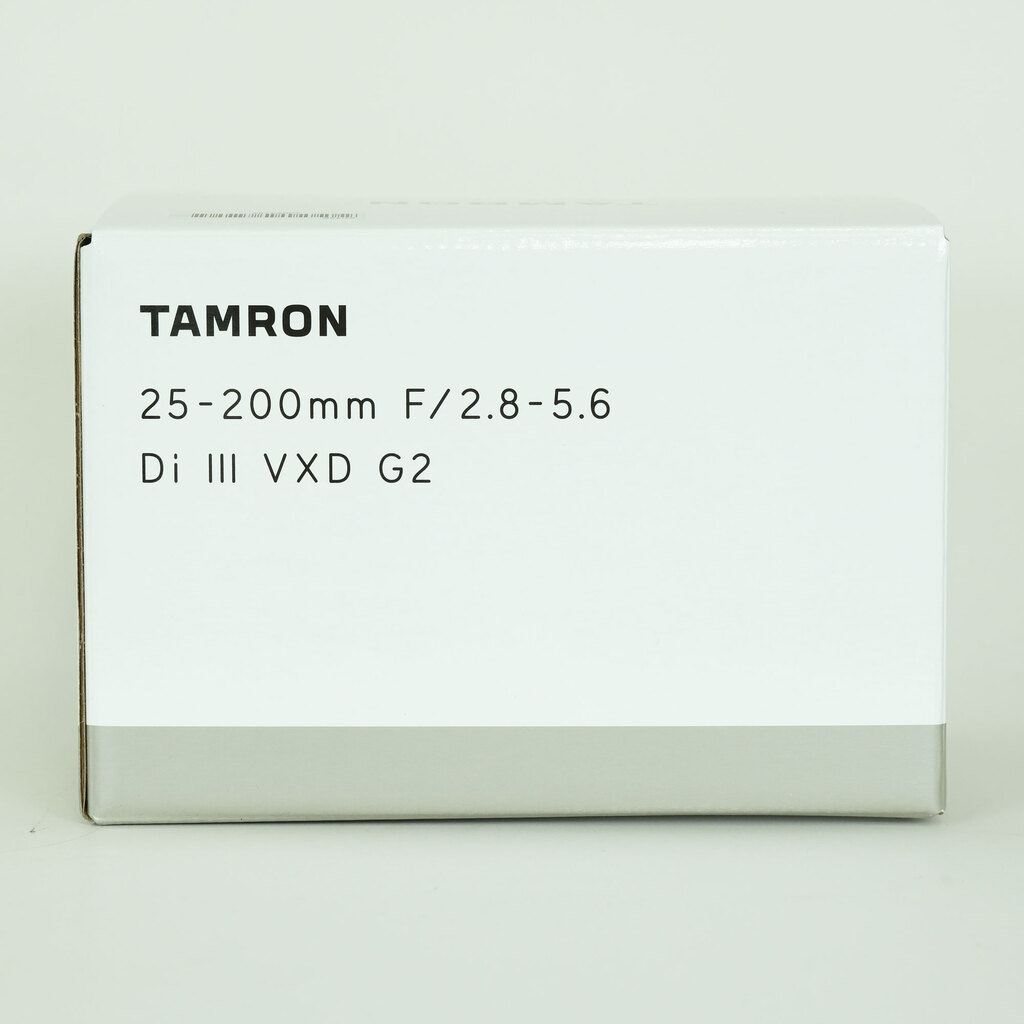 TAMRON
25-200mm F/2.8-5.6
Di III VXD G2